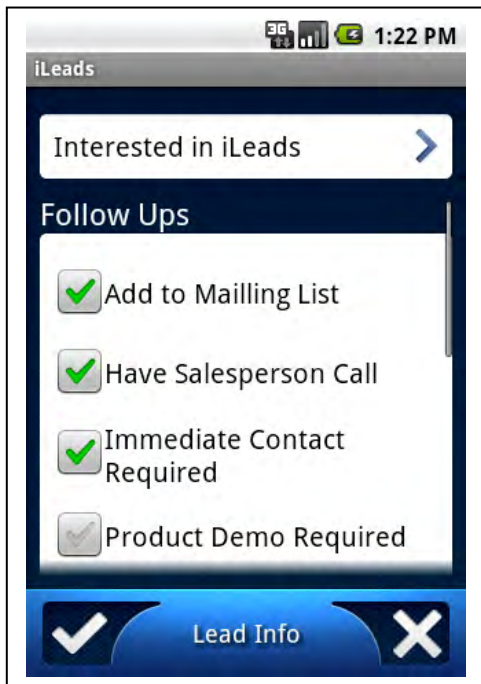 3G 1:22 PM
iLeads
Interested in iLeads
Follow Ups
Add to Mailling List
Have Salesperson Call
Immediate Contact
Required
Product Demo Required
Lead Info